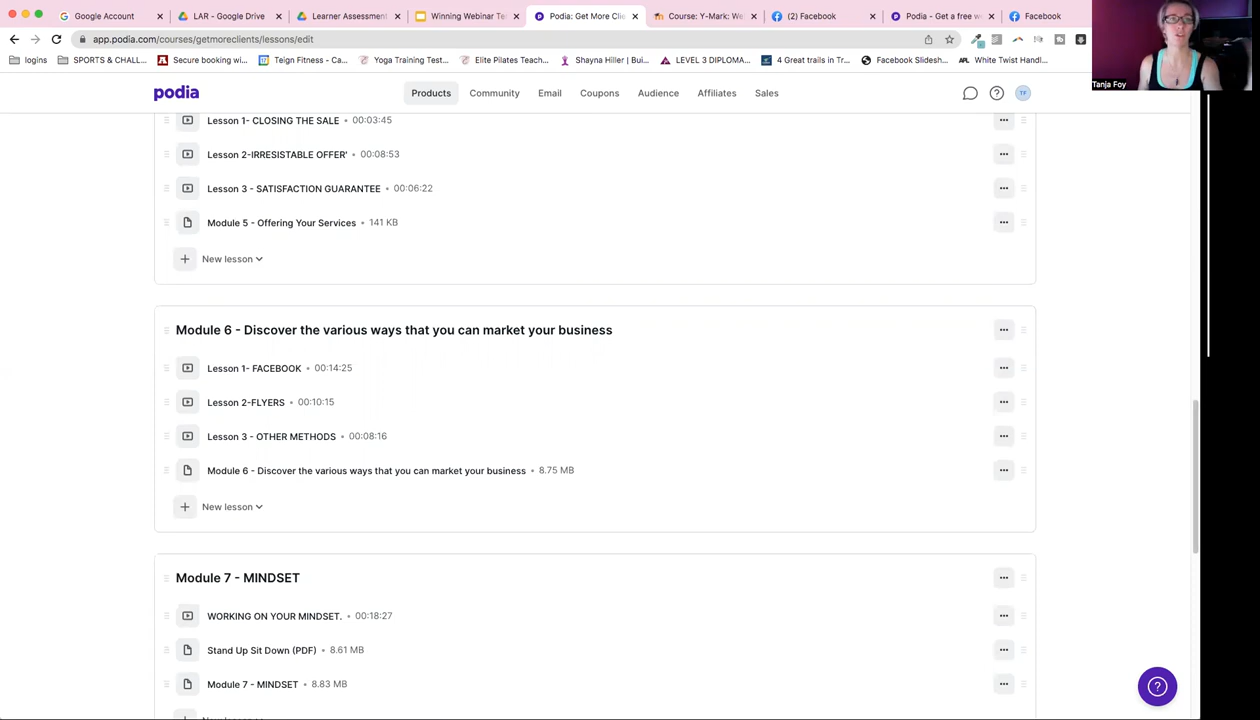 Google Account
LAR - Google Drive
Learner Assessment
Winning Webinar Te
Podia: Get More Clie
Course: Y-Mark: We
(2) Facebook
Podia - Get a free w
Facebook
app.podia.com/courses/getmoreclients/lessons/edit
logins
SPORTS & CHALL...
Secure booking wi...
Teign Fitness - Ca...
Yoga Training Test...
Elite Pilates Teach...
Shayna Hiller | Bui...
LEVEL 3 DIPLOMA...
4 Great trails in Tr...
Facebook Slidesh...
APL White Twist Handl...
Tanja Foy
podia
Products
Community
Email
Coupons
Audience
Affiliates
Sales
TF
Lesson 1- CLOSING THE SALE • 00:03:45
Lesson 2-IRRESISTABLE OFFER' • 00:08:53
Lesson 3 - SATISFACTION GUARANTEE • 00:06:22
Module 5 - Offering Your Services • 141 KB
New lesson
Module 6 - Discover the various ways that you can market your business
Lesson 1- FACEBOOK • 00:14:25
Lesson 2-FLYERS • 00:10:15
Lesson 3 - OTHER METHODS • 00:08:16
Module 6 - Discover the various ways that you can market your business • 8.75 MB
New lesson
Module 7 - MINDSET
WORKING ON YOUR MINDSET. • 00:18:27
Stand Up Sit Down (PDF) • 8.61 MB
Module 7 - MINDSET • 8.83 MB